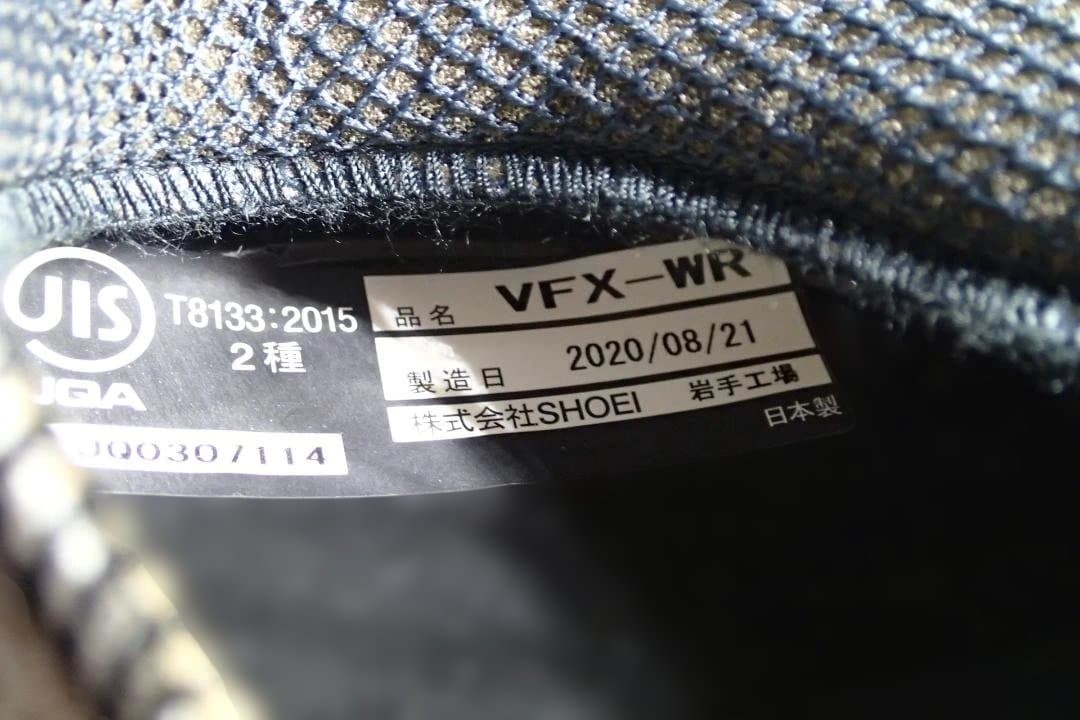 JIS
T8133:2015
2種
JQA
JQ0307114
品名 VFX-WR
製造日 2020/08/21
株式会社SHOEI 岩手工場
日本製